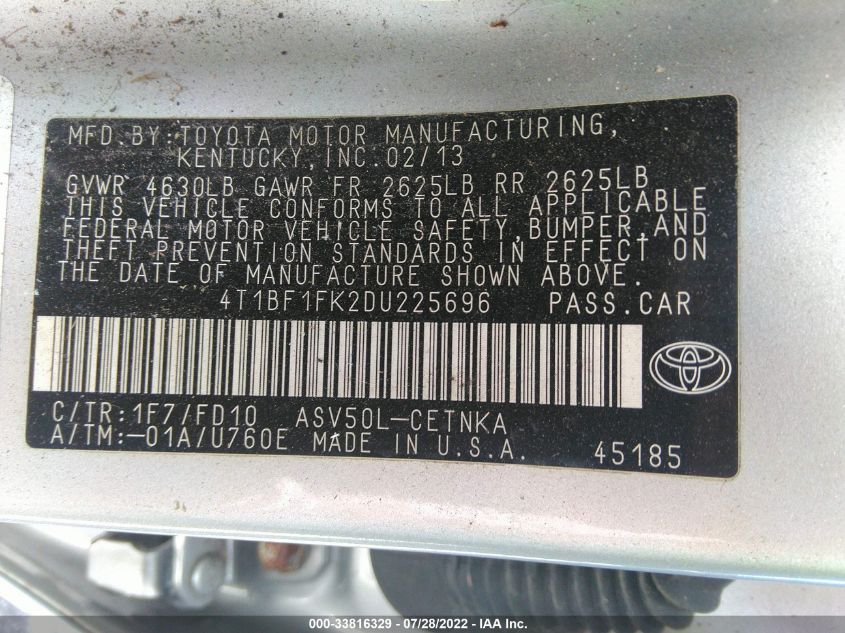 MFD.BY:TOYOTA MOTOR MANUFACTURING,
KENTUCKY, INC.02/13
GVWR 4630LB GAWR FR 2625LB RR 2625LB
THIS VEHICLE CONFORMS TO ALL APPLICABLE
FEDERAL MOTOR VEHICLE SAFETY,BUMPER,AND
THEFT PREVENTION STANDARDS IN EFFECT ON
THE DATE OF MANUFACTURE SHOWN ABOVE.
4T1BF1FK2DU225696 PASS.CAR
C/TR:1F7/FD10 ASV50L-CETNKA
A/TM:-01A/U760E MADE IN U.S.A. 45185
000-33816329 - 07/28/2022 - IAA Inc.